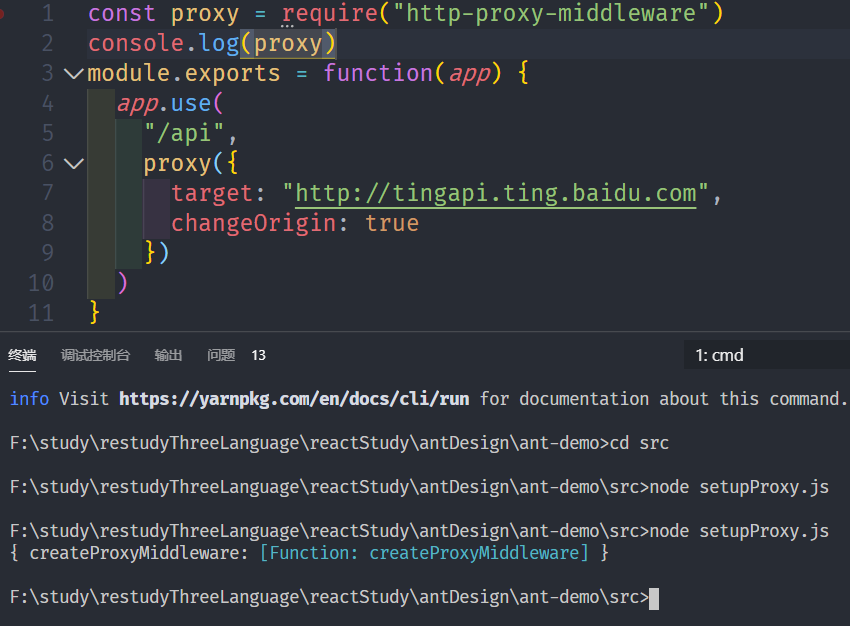 1 const proxy = require("http-proxy-middleware")
2 console.log(proxy)
3 module.exports = function(app) {
4 app.use(
5 "/api",
6 proxy({
7 target: "http://tingapi.ting.baidu.com",
8 changeOrigin: true
9 })
10 )
11 }
终端 调试控制台 输出 问题 13 1: cmd
info Visit https://yarnpkg.com/en/docs/cli/run for documentation about this command.
F:\study\restudyThreeLanguage\reactStudy\antDesign\ant-demo>cd src
F:\study\restudyThreeLanguage\reactStudy\antDesign\ant-demo\src>node setupProxy.js
F:\study\restudyThreeLanguage\reactStudy\antDesign\ant-demo\src>node setupProxy.js
{ createProxyMiddleware: [Function: createProxyMiddleware] }
F:\study\restudyThreeLanguage\reactStudy\antDesign\ant-demo\src>